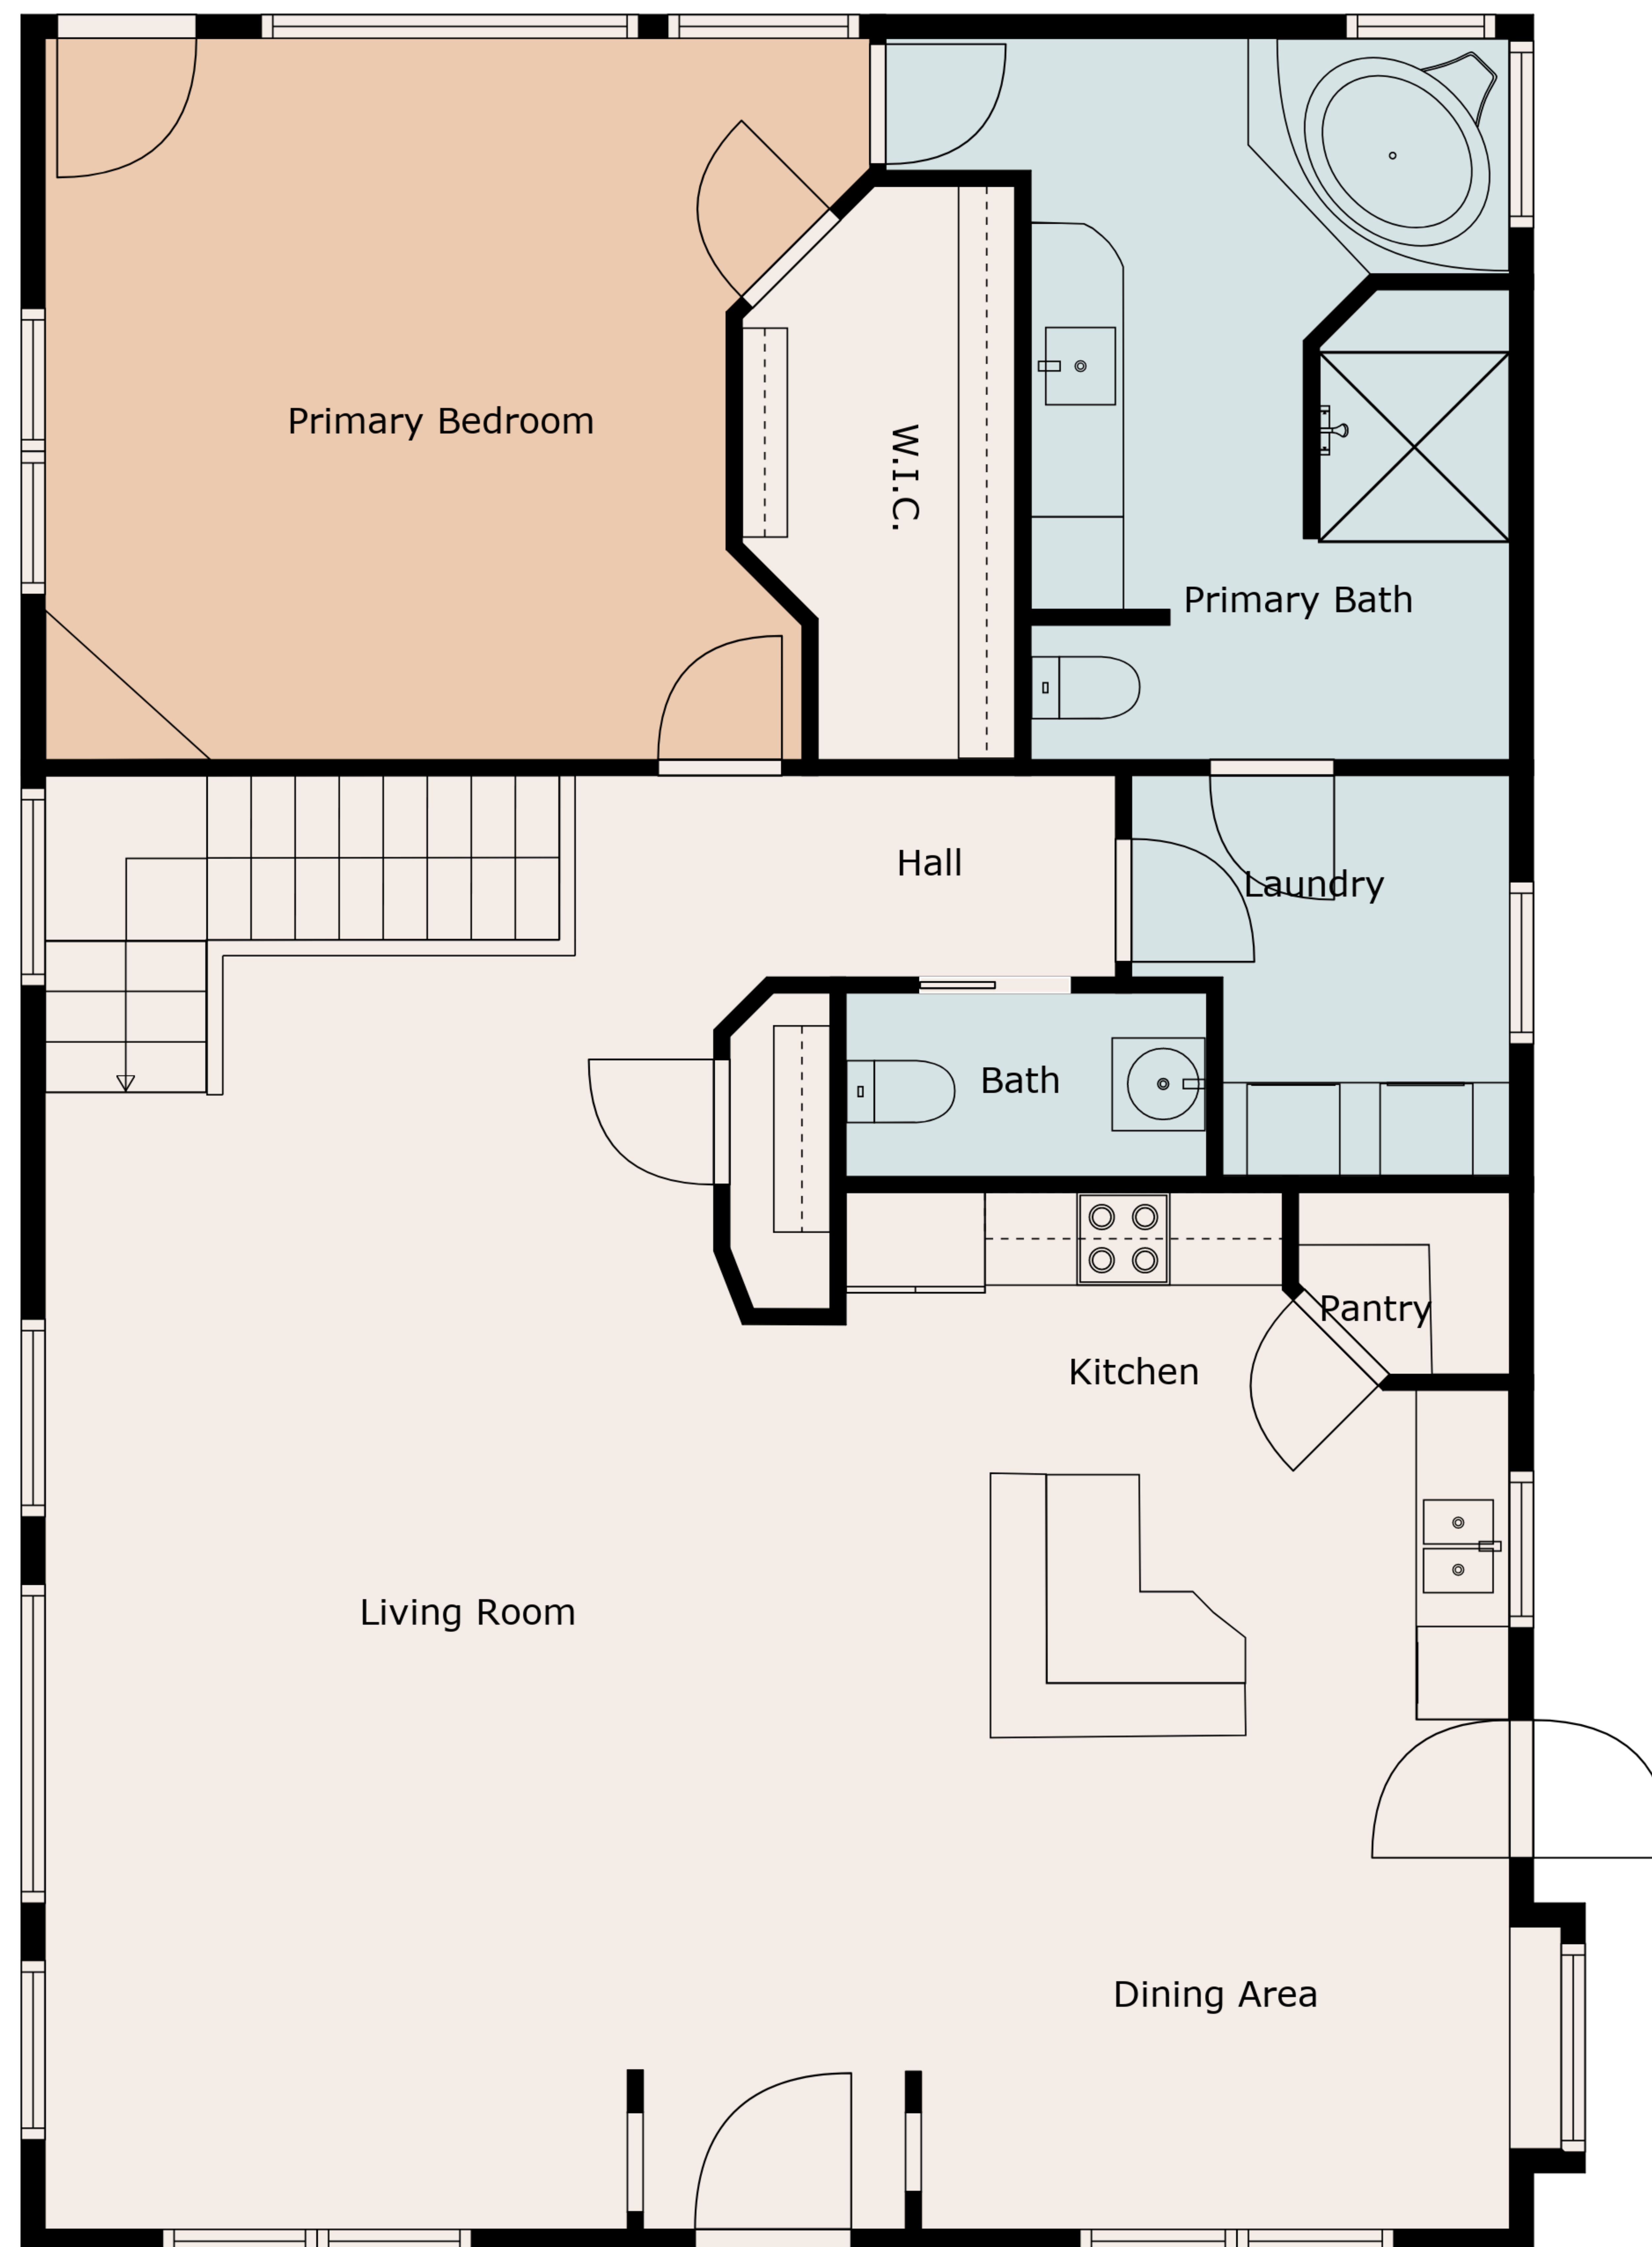 Primary Bedroom
W.I.C.
Primary Bath
Hall
Laundry
Bath
Pantry
Kitchen
Living Room
Dining Area